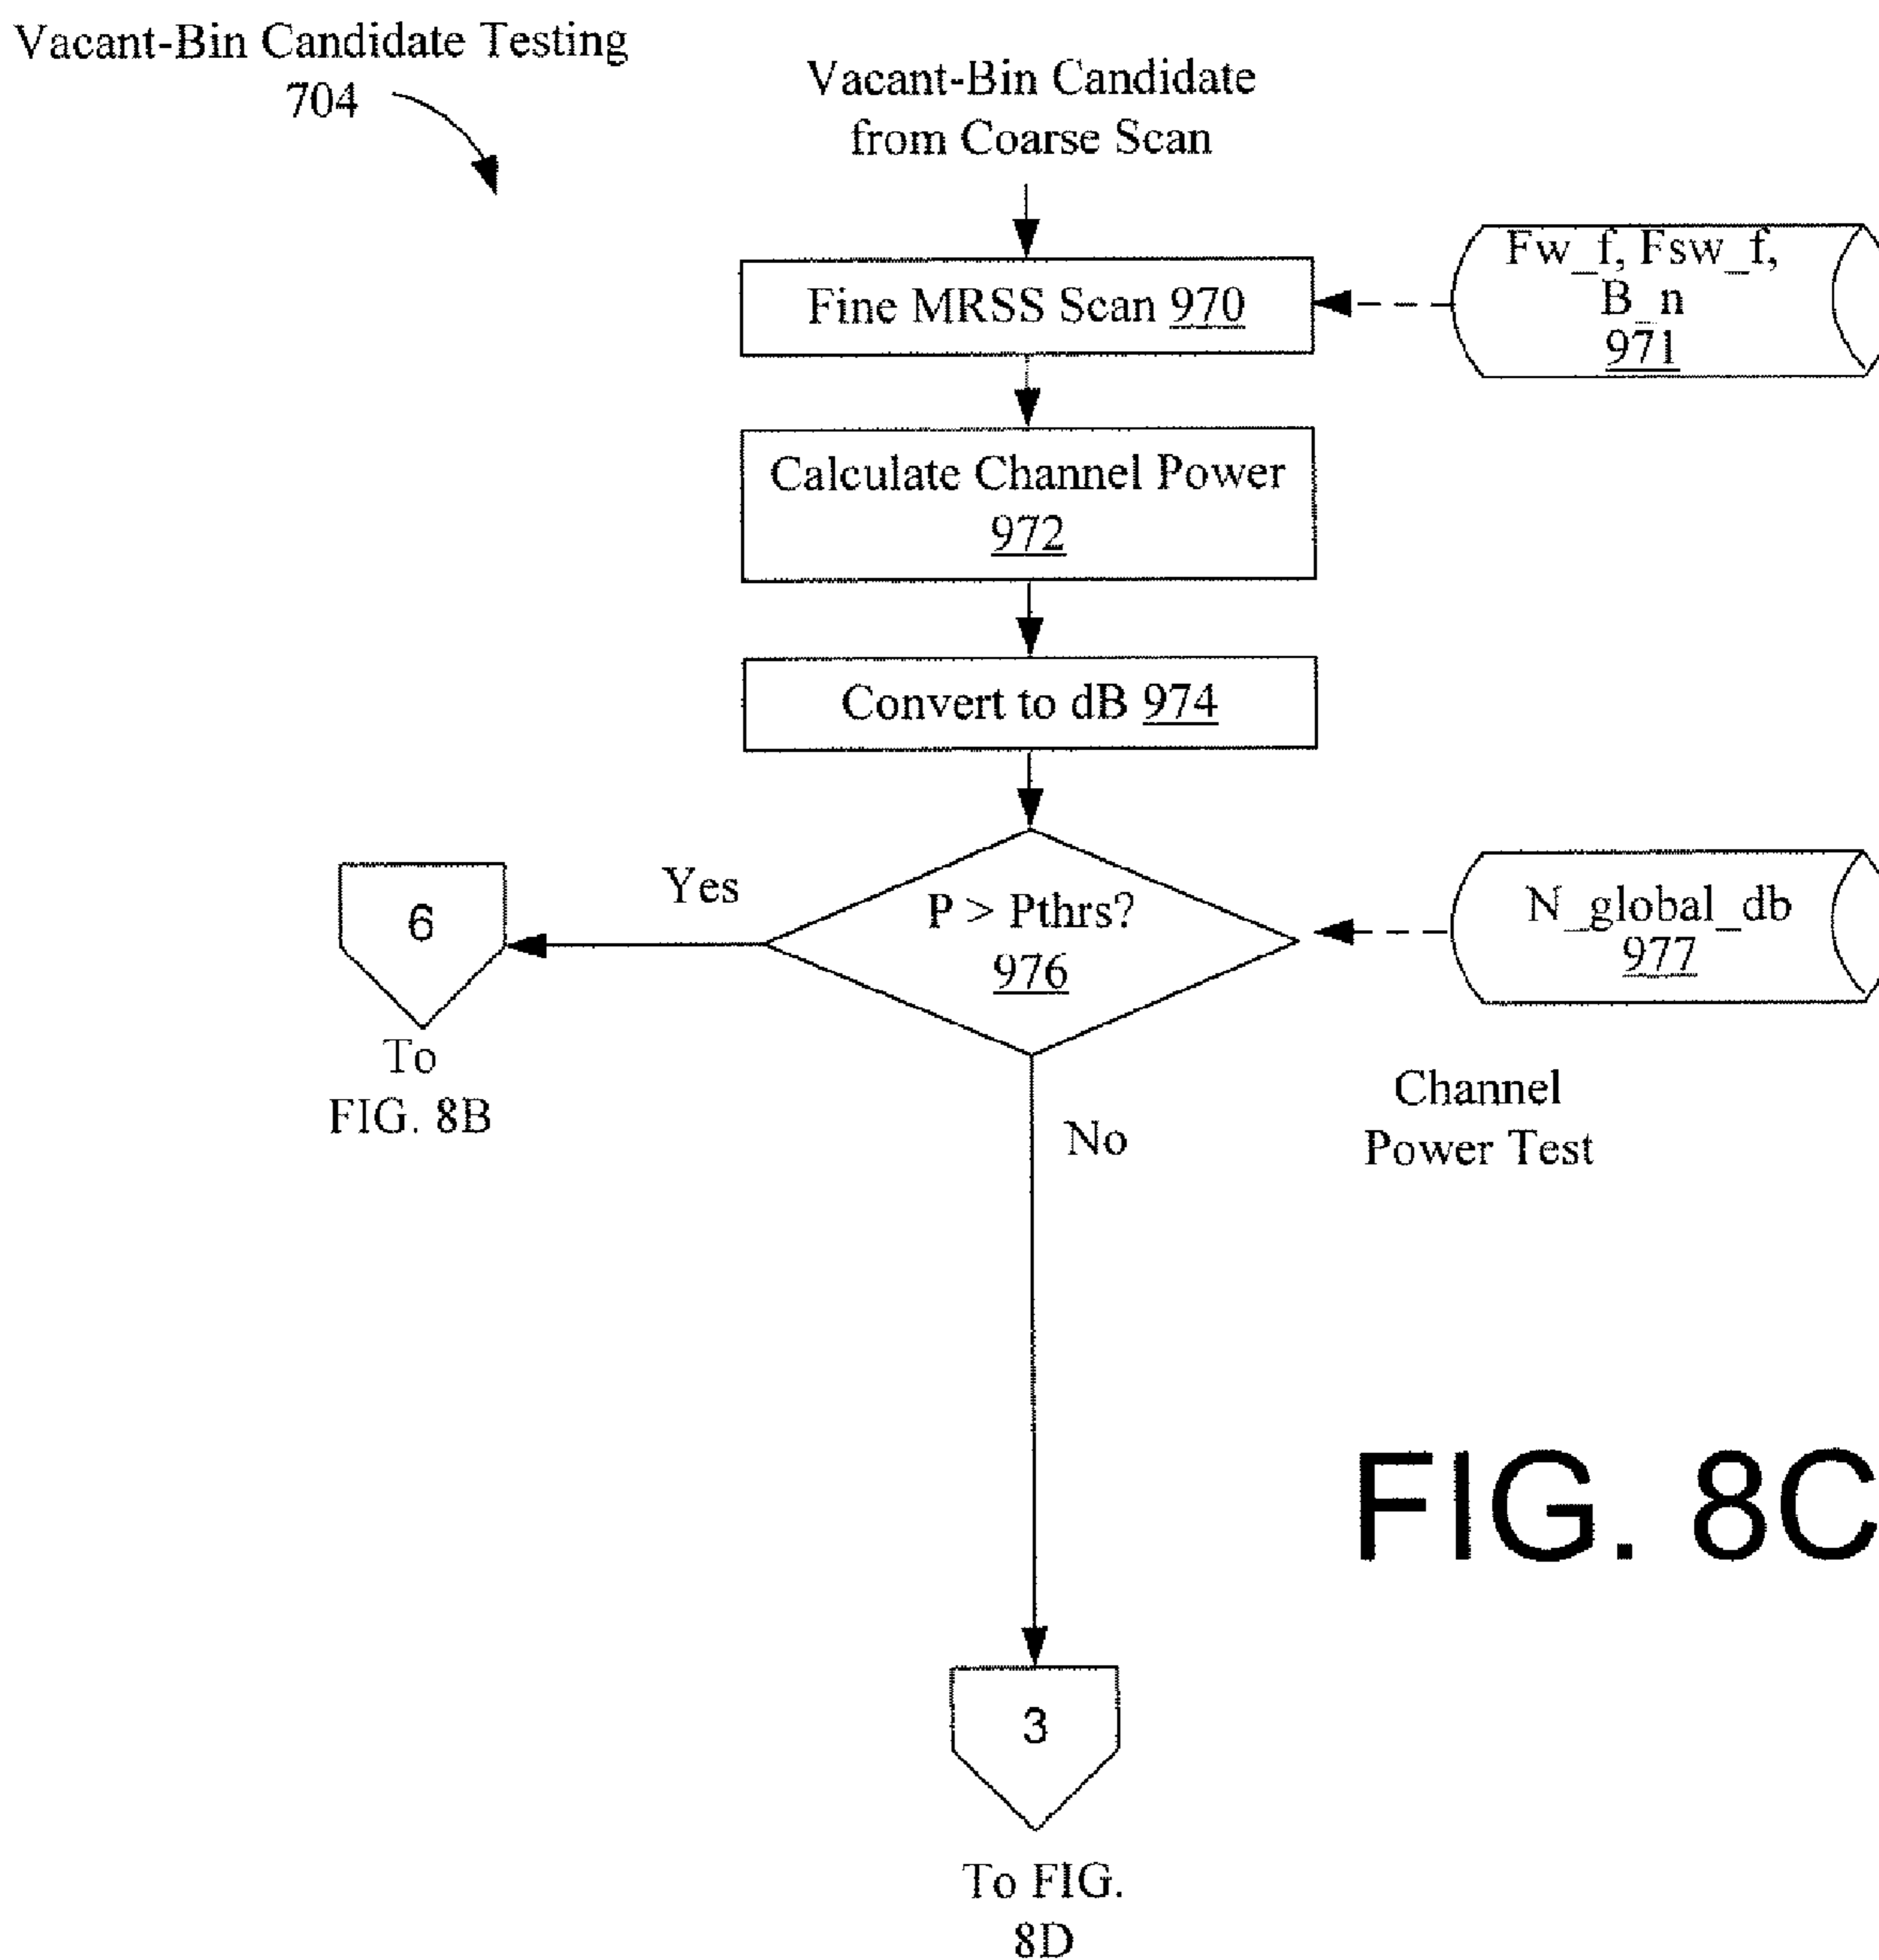 Vacant-Bin Candidate Testing
704
Vacant-Bin Candidate
from Coarse Scan
Fine MRSS Scan 970
Fw_f, Fsw_f,
B_n
971
Calculate Channel Power
972
Convert to dB 974
P > Pthrs?
976
Yes
6
To
FIG. 8B
N_global_db
977
Channel
Power Test
No
FIG. 8C
3
To FIG.
8D